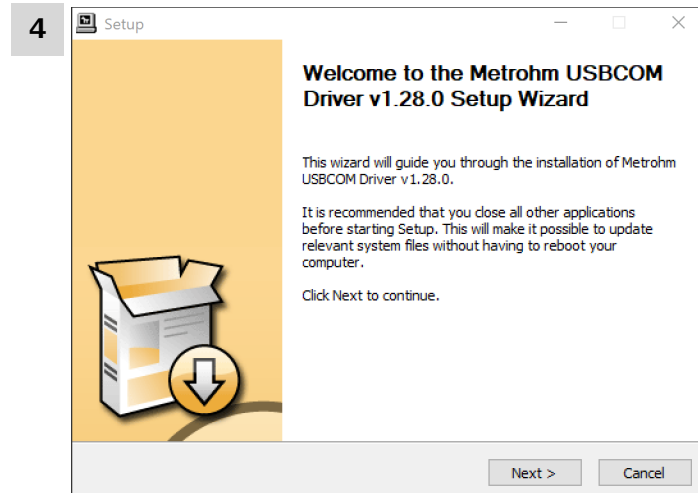 4
Setup
Welcome to the Metrohm USBCOM
Driver v1.28.0 Setup Wizard
This wizard will guide you through the installation of Metrohm
USBCOM Driver v1.28.0.
It is recommended that you close all other applications
before starting Setup. This will make it possible to update
relevant system files without having to reboot your
computer.
Click Next to continue.
Next >
Cancel